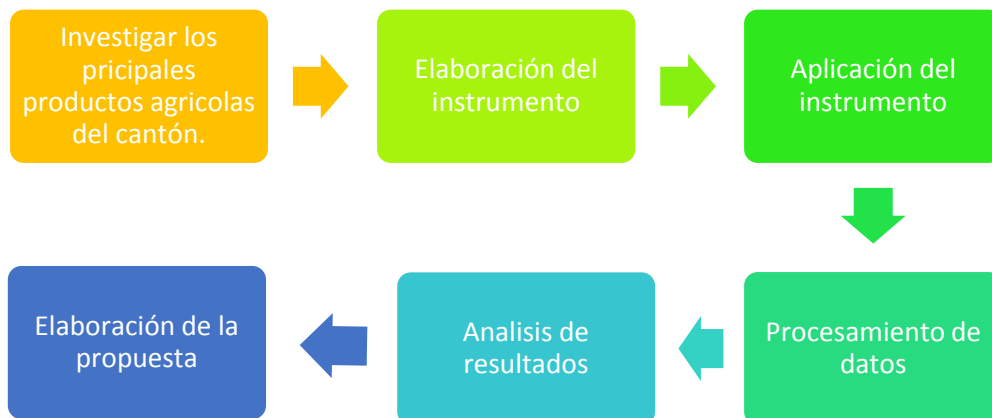 Investigar los
pricipales
productos agricolas
del cantón.
Elaboración del
instrumento
Aplicación del
instrumento
Procesamiento de
datos
Analisis de
resultados
Elaboración de la
propuesta